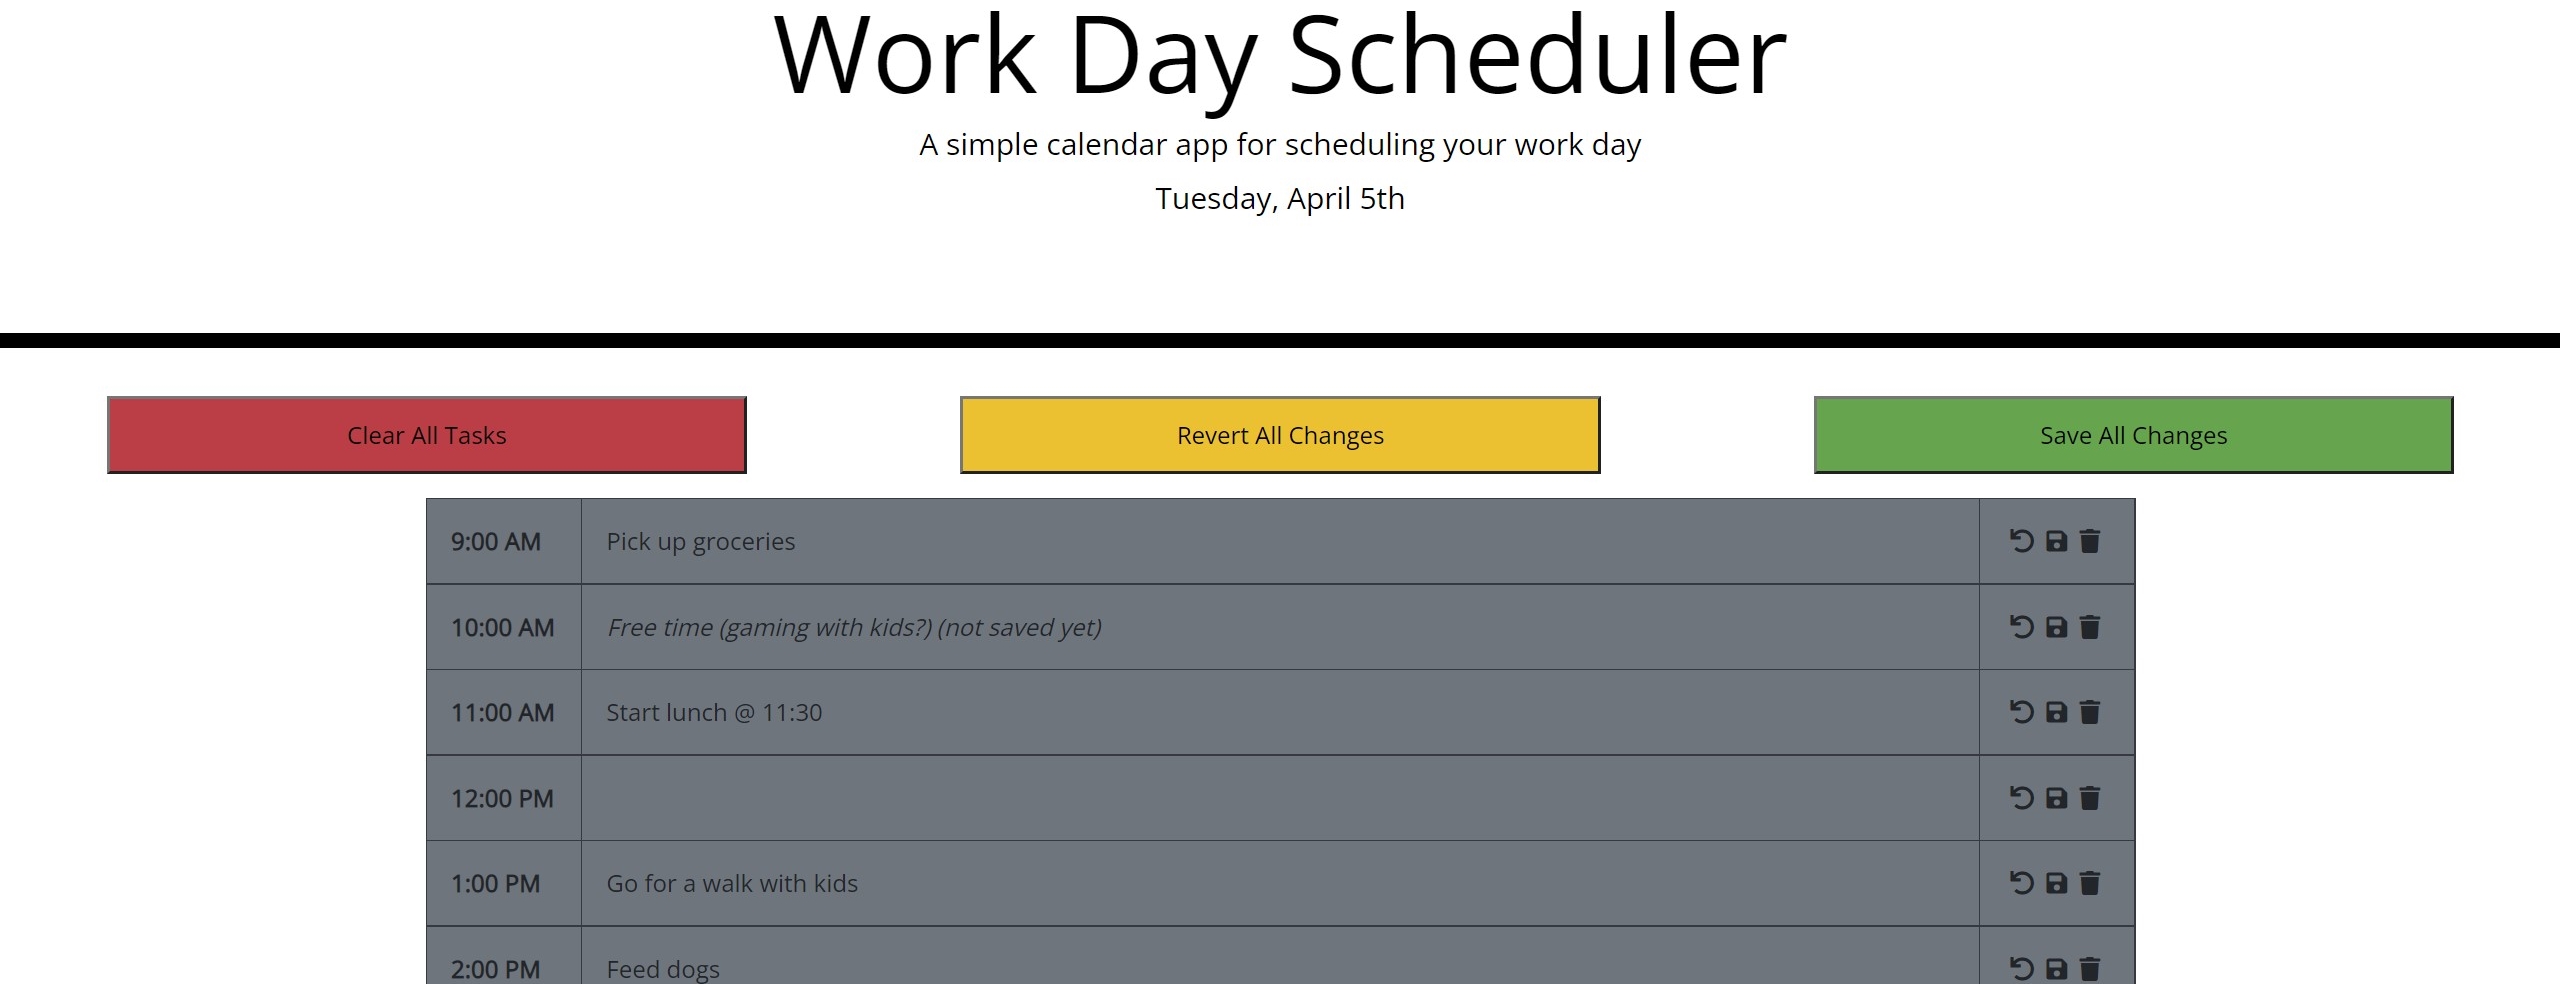 Work Day Scheduler
A simple calendar app for scheduling your work day
Tuesday, April 5th
Clear All Tasks Revert All Changes Save All Changes
9:00 AM Pick up groceries
10:00 AM Free time (gaming with kids?) (not saved yet)
11:00 AM Start lunch @ 11:30
12:00 PM
1:00 PM Go for a walk with kids
2:00 PM Feed dogs